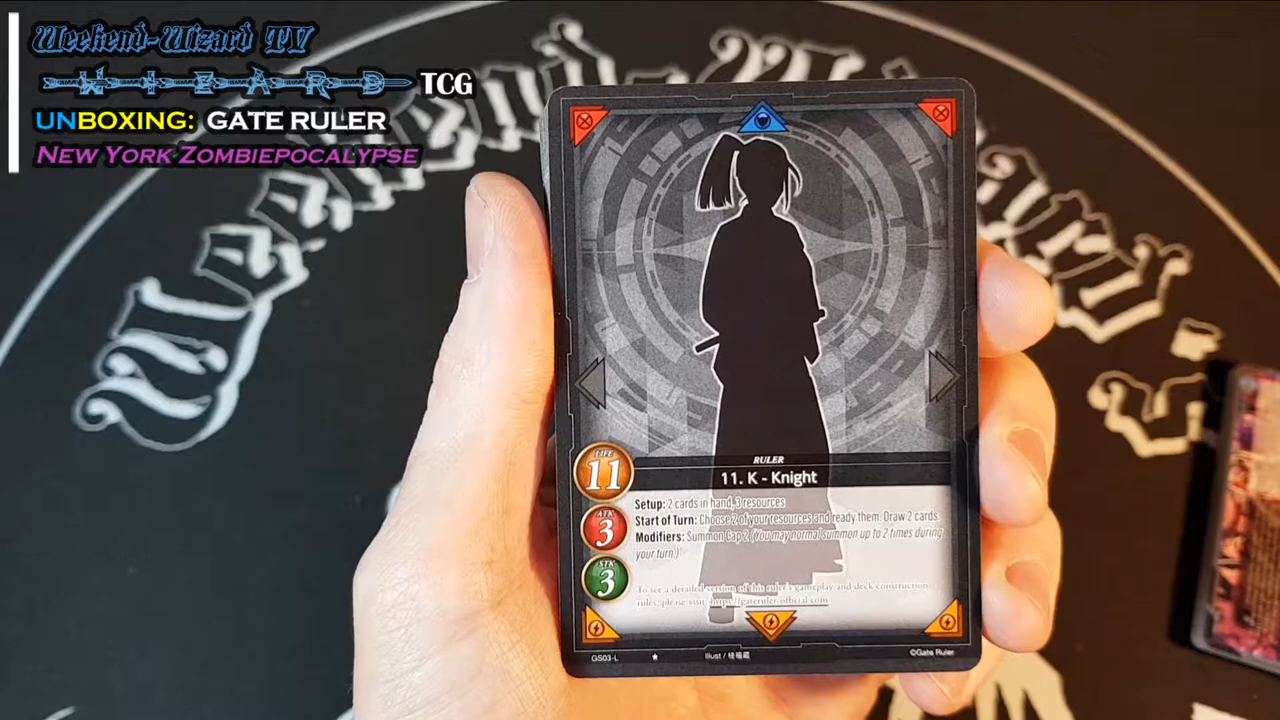 Weekend-Wizard TV
WIZARD TCG
UNBOXING: GATE RULER
NEW YORK ZOMBIEPOCALYPSE
RULER
11. K - Knight
LIFE
11
ATK
3
STK
3
Setup: 2 cards in hand, 3 resources
Start of Turn: Choose 2 of your resources and ready them. Draw 2 cards.
Modifiers: Summon Cap 2 (You may normal summon up to 2 times during
your turn.)
To see a detailed version of this ruler's gameplay and deck construction
rules, please visit: https://gateruler-official.com
GS03-L
Illust /
©Gate Ruler